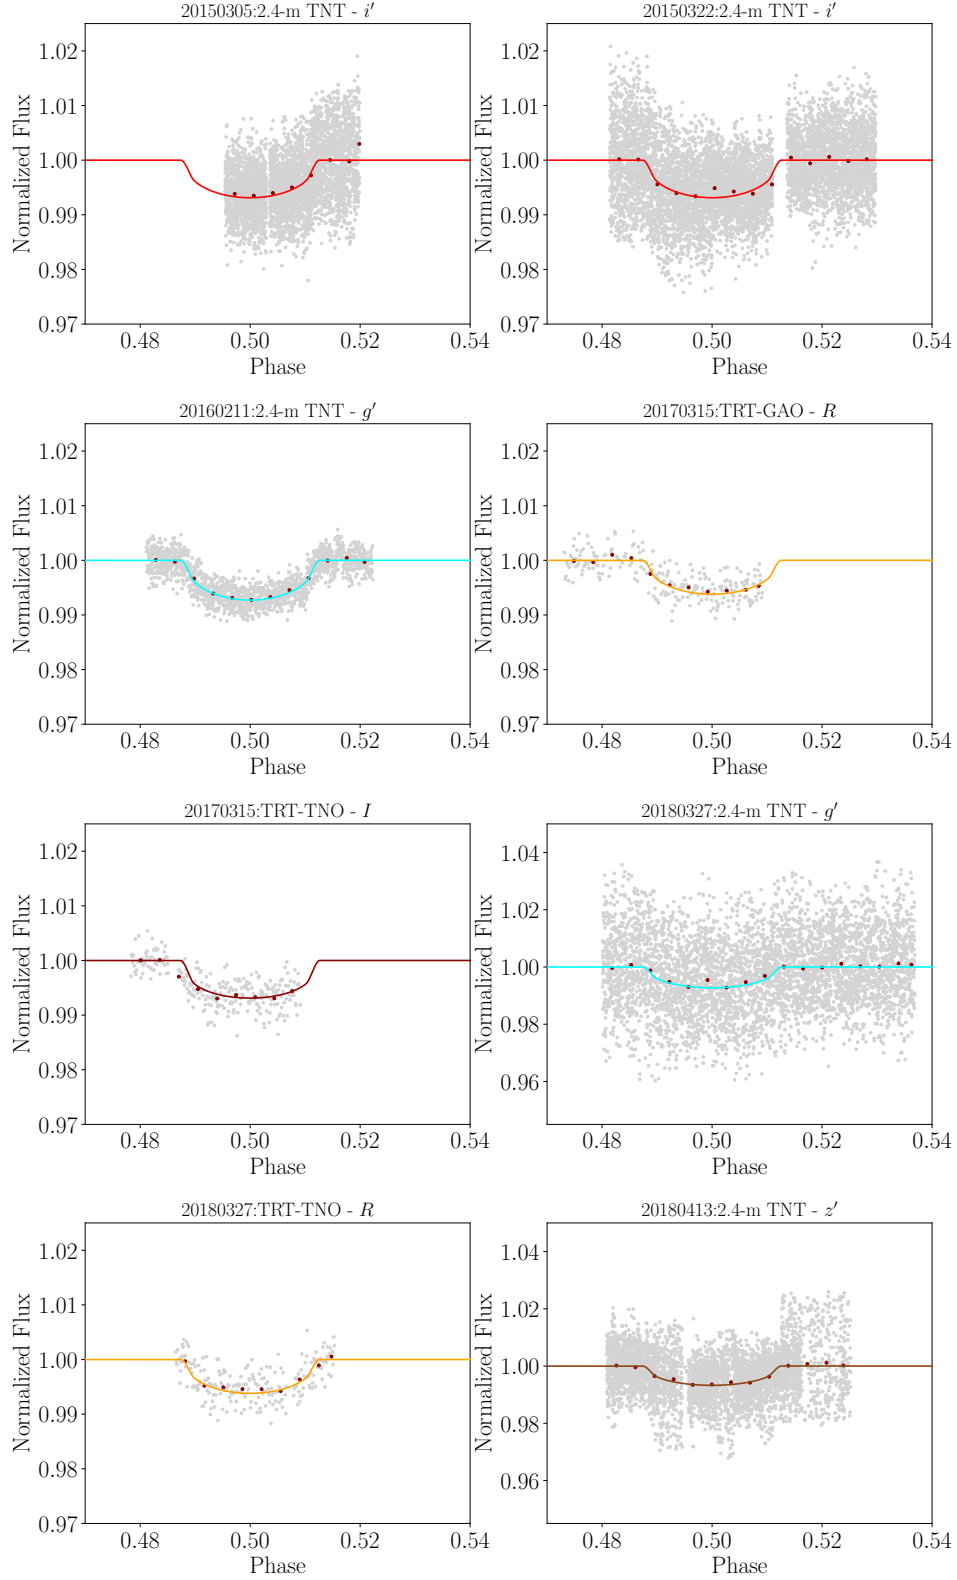 20150305:2.4-m TNT - i′
1.02
1.01
1.00
0.99
0.98
0.97
Normalized Flux
0.48 0.50 0.52 0.54
Phase
20150322:2.4-m TNT - i′
1.02
1.01
1.00
0.99
0.98
0.97
Normalized Flux
0.48 0.50 0.52 0.54
Phase
20160211:2.4-m TNT - g′
1.02
1.01
1.00
0.99
0.98
0.97
Normalized Flux
0.48 0.50 0.52 0.54
Phase
20170315:TRT-GAO - R
1.02
1.01
1.00
0.99
0.98
0.97
Normalized Flux
0.48 0.50 0.52 0.54
Phase
20170315:TRT-TNO - I
1.02
1.01
1.00
0.99
0.98
0.97
Normalized Flux
0.48 0.50 0.52 0.54
Phase
20180327:2.4-m TNT - g′
1.04
1.02
1.00
0.98
0.96
Normalized Flux
0.48 0.50 0.52 0.54
Phase
20180327:TRT-TNO - R
1.02
1.01
1.00
0.99
0.98
0.97
Normalized Flux
0.48 0.50 0.52 0.54
Phase
20180413:2.4-m TNT - z′
1.04
1.02
1.00
0.98
0.96
Normalized Flux
0.48 0.50 0.52 0.54
Phase